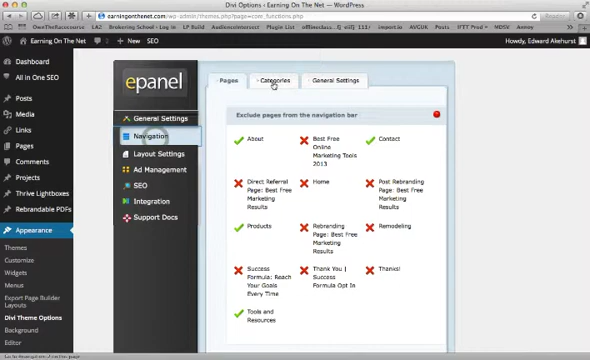 Divi Options ‹ Earning On The Net — WordPress
earningonthenet.com/wp-admin/themes.php?page=core_functions.php
Reader
Earning On The Net 0 + New SEO Howdy, Edward Akehurst
Dashboard
All in One SEO
Posts
Media
Links
Pages
Comments
Projects
Thrive Lightboxes
Rebrandable PDFs
Appearance
Themes
Customize
Widgets
Menus
Export Page Builder
Layouts
Divi Theme Options
Background
Editor
epanel
General Settings
Navigation
Layout Settings
Ad Management
SEO
Integration
Support Docs
Pages Categories General Settings
Exclude pages from the navigation bar
About
Best Free
Online
Marketing Tools
2013
Contact
Direct Referral
Page: Best Free
Marketing
Results
Home
Post Rebranding
Page: Best Free
Marketing
Results
Products
Rebranding
Page: Best Free
Marketing
Results
Remodeling
Success
Formula: Reach
Your Goals
Every Time
Thank You |
Success
Formula Opt In
Thanks!
Tools and
Resources